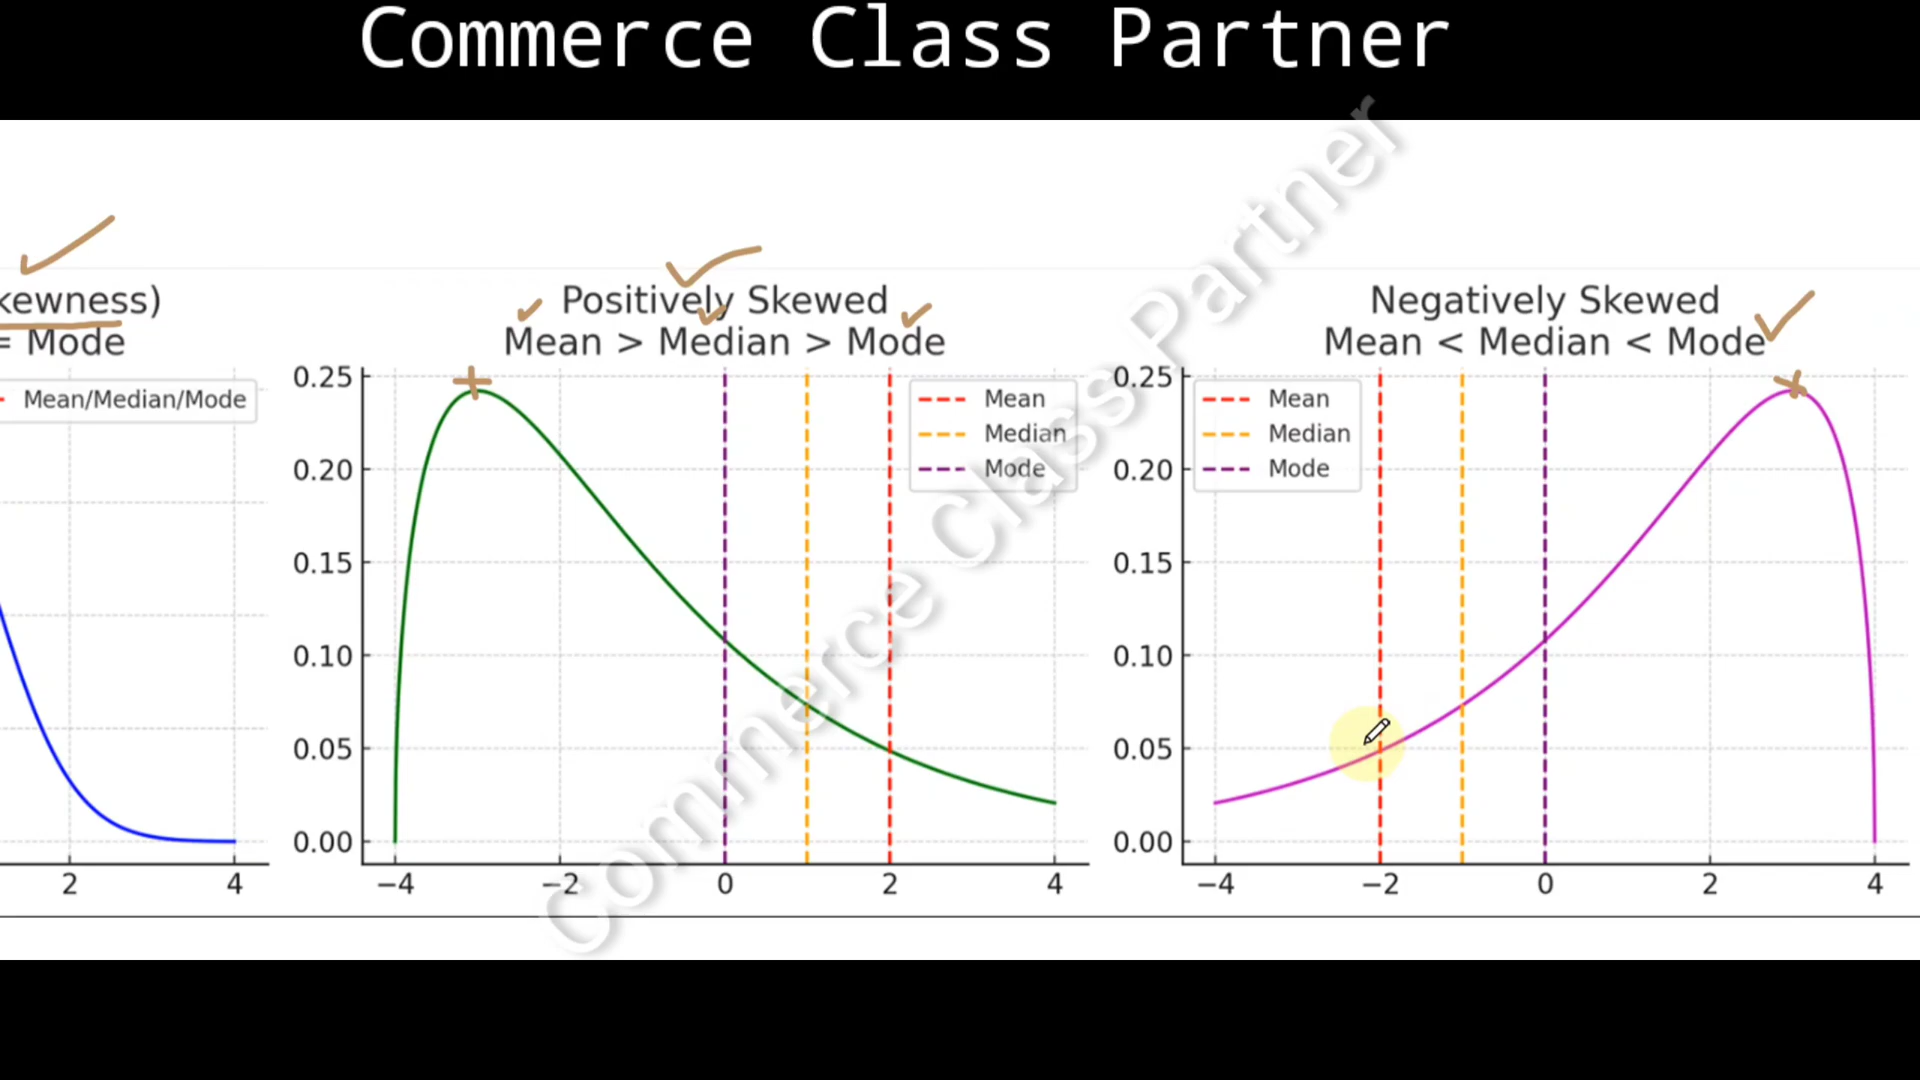 Commerce Class Partner
kewness)
= Mode
Mean/Median/Mode
2 4
Positively Skewed
Mean > Median > Mode
0.25
0.20
0.15
0.10
0.05
0.00
Mean
Median
Mode
−4 −2 0 2 4
Negatively Skewed
Mean < Median < Mode
0.25
0.20
0.15
0.10
0.05
0.00
Mean
Median
Mode
−4 −2 0 2 4
Commerce Class Partner